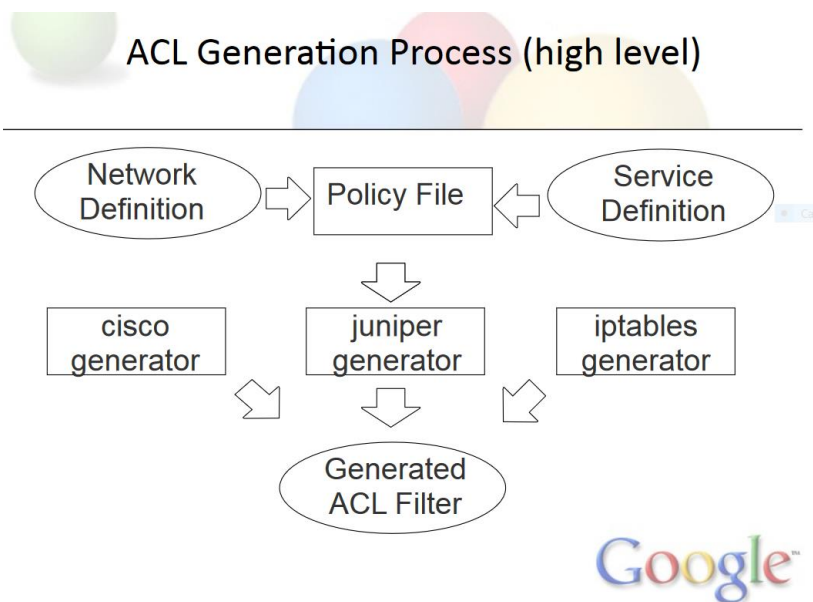 ACL Generation Process (high level)
Network
Definition
Policy File
Service
Definition
cisco
generator
juniper
generator
iptables
generator
Generated
ACL Filter
Google™